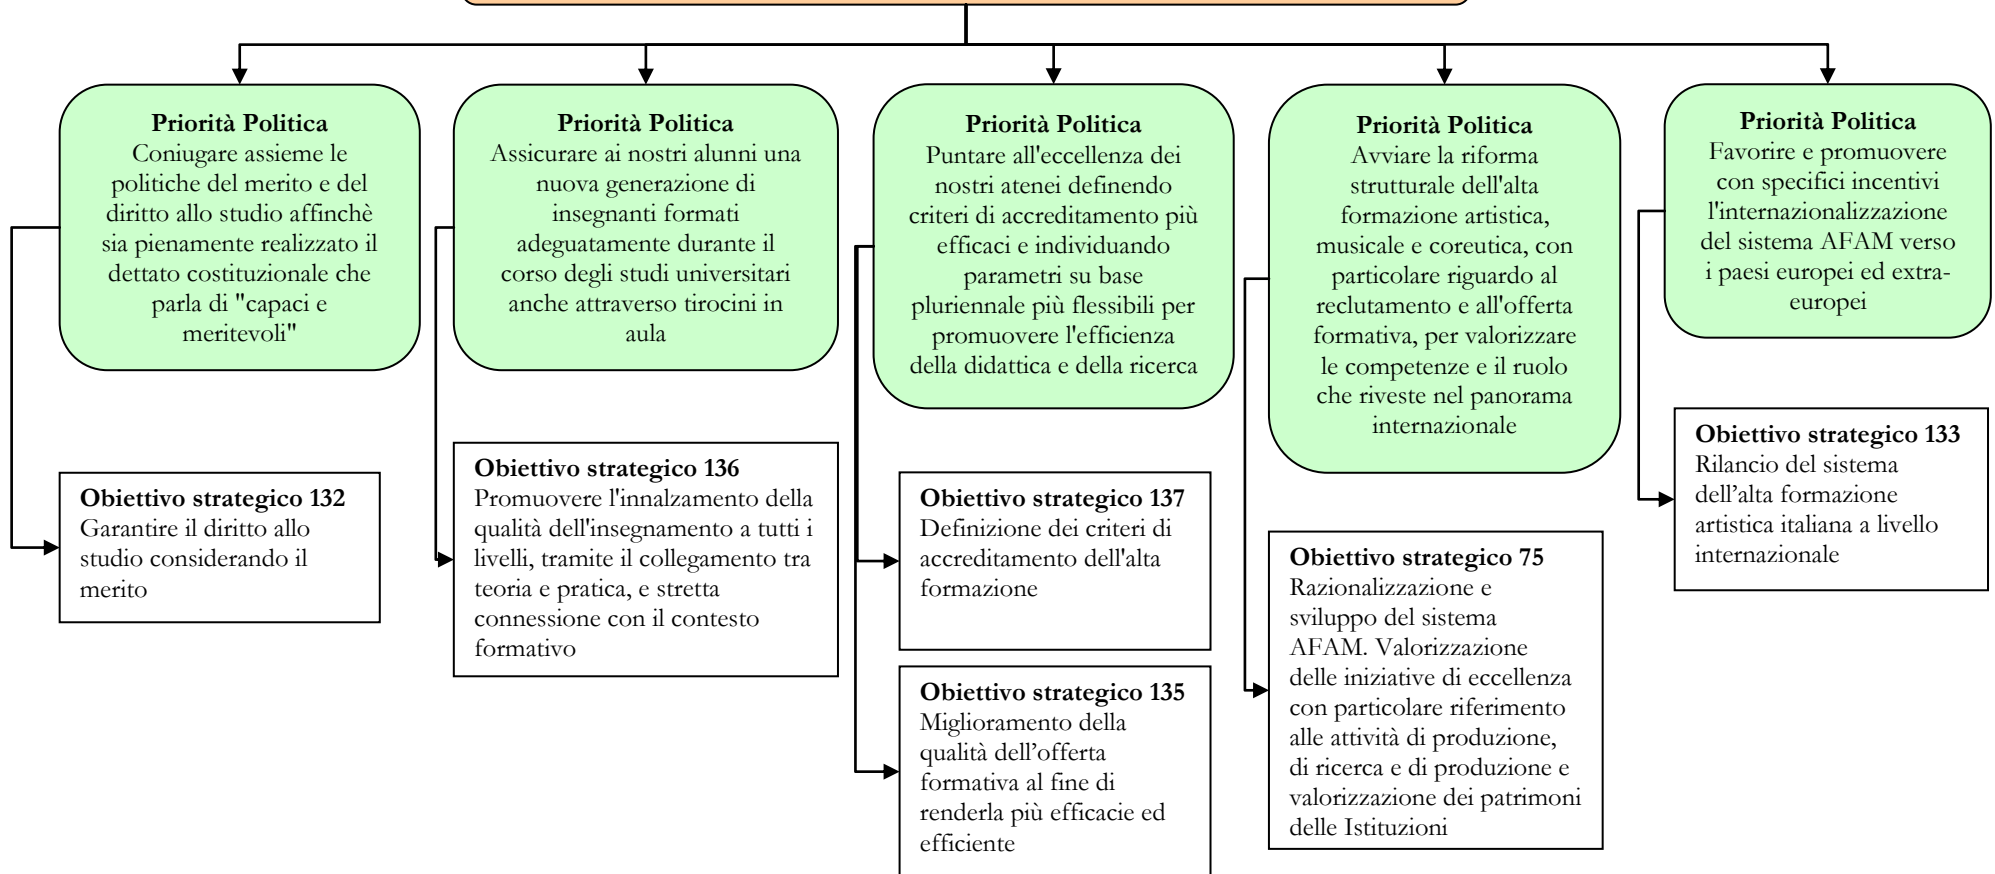 Priorità Politica
Coniugare assieme le
politiche del merito e del
diritto allo studio affinchè
sia pienamente realizzato il
dettato costituzionale che
parla di "capaci e
meritevoli"
Priorità Politica
Assicurare ai nostri alunni una
nuova generazione di
insegnanti formati
adeguatamente durante il
corso degli studi universitari
anche attraverso tirocini in
aula
Priorità Politica
Puntare all'eccellenza dei
nostri atenei definendo
criteri di accreditamento più
efficaci e individuando
parametri su base
pluriennale più flessibili per
promuovere l'efficienza
della didattica e della ricerca
Priorità Politica
Avviare la riforma
strutturale dell'alta
formazione artistica,
musicale e coreutica, con
particolare riguardo al
reclutamento e all'offerta
formativa, per valorizzare
le competenze e il ruolo
che riveste nel panorama
internazionale
Priorità Politica
Favorire e promuovere
con specifici incentivi
l'internazionalizzazione
del sistema AFAM verso
i paesi europei ed extra-
europei
Obiettivo strategico 132
Garantire il diritto allo
studio considerando il
merito
Obiettivo strategico 136
Promuovere l'innalzamento della
qualità dell'insegnamento a tutti i
livelli, tramite il collegamento tra
teoria e pratica, e stretta
connessione con il contesto
formativo
Obiettivo strategico 137
Definizione dei criteri di
accreditamento dell'alta
formazione
Obiettivo strategico 135
Miglioramento della
qualità dell’offerta
formativa al fine di
renderla più efficacie ed
efficiente
Obiettivo strategico 75
Razionalizzazione e
sviluppo del sistema
AFAM. Valorizzazione
delle iniziative di eccellenza
con particolare riferimento
alle attività di produzione,
di ricerca e di produzione e
valorizzazione dei patrimoni
delle Istituzioni
Obiettivo strategico 133
Rilancio del sistema
dell’alta formazione
artistica italiana a livello
internazionale